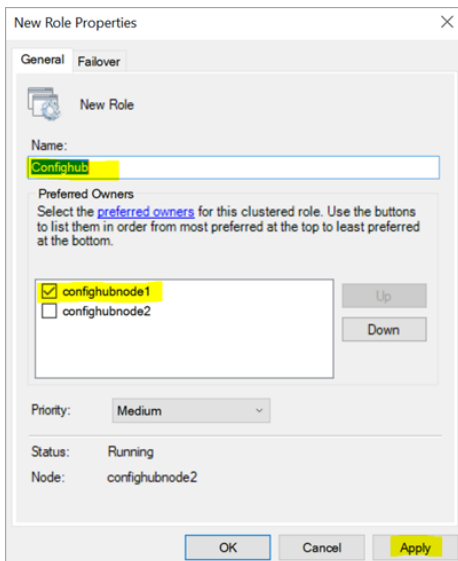 New Role Properties
General Failover
New Role
Name:
Confighub
Preferred Owners
Select the preferred owners for this clustered role. Use the buttons
to list them in order from most preferred at the top to least preferred
at the bottom.
confighubnode1
confighubnode2
Up
Down
Priority: Medium
Status: Running
Node: confighubnode2
OK Cancel Apply